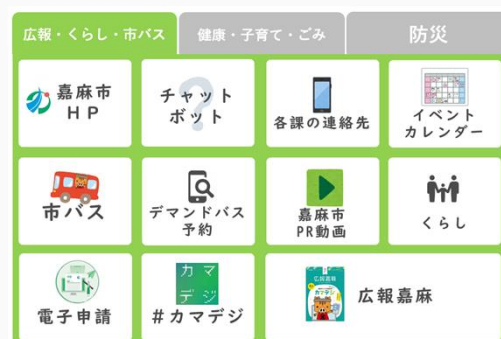 広報・くらし・市バス
健康・子育て・ごみ
防災
嘉麻市
ＨＰ
チャット
ボット
各課の連絡先
イベント
カレンダー
市バス
デマンドバス
予約
嘉麻市
PR動画
くらし
電子申請
カマ
デジ
＃カマデジ
広報嘉麻